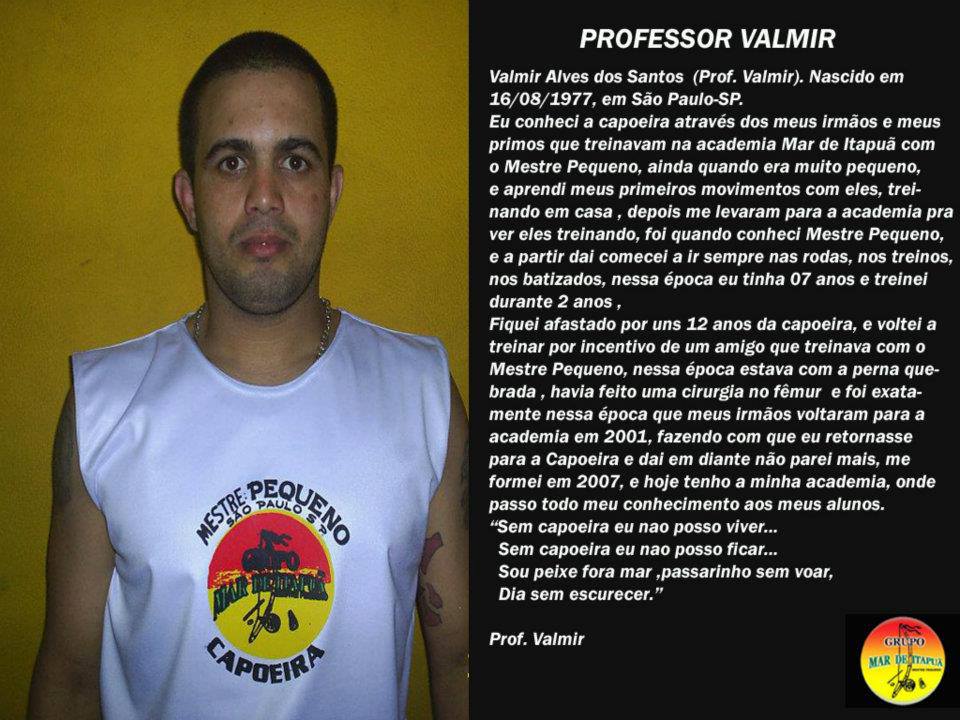 MESTRE: PEQUENO
SÃO PAULO S P.
GRUPO
MAR DE ITAPUÃ
CAPOEIRA
PROFESSOR VALMIR
Valmir Alves dos Santos (Prof. Valmir). Nascido em
16/08/1977, em São Paulo-SP.
Eu conheci a capoeira através dos meus irmãos e meus
primos que treinavam na academia Mar de Itapuã com
o Mestre Pequeno, ainda quando era muito pequeno,
e aprendi meus primeiros movimentos com eles, trei-
nando em casa , depois me levaram para a academia pra
ver eles treinando, foi quando conheci Mestre Pequeno,
e a partir dai comecei a ir sempre nas rodas, nos treinos,
nos batizados, nessa época eu tinha 07 anos e treinei
durante 2 anos ,
Fiquei afastado por uns 12 anos da capoeira, e voltei a
treinar por incentivo de um amigo que treinava com o
Mestre Pequeno, nessa época estava com a perna que-
brada , havia feito uma cirurgia no fêmur e foi exata-
mente nessa época que meus irmãos voltaram para a
academia em 2001, fazendo com que eu retornasse
para a Capoeira e dai em diante não parei mais, me
formei em 2007, e hoje tenho a minha academia, onde
passo todo meu conhecimento aos meus alunos.
“Sem capoeira eu nao posso viver...
Sem capoeira eu nao posso ficar...
Sou peixe fora mar ,passarinho sem voar,
Dia sem escurecer.”
Prof. Valmir
GRUPO
MAR DE ITAPUÃ